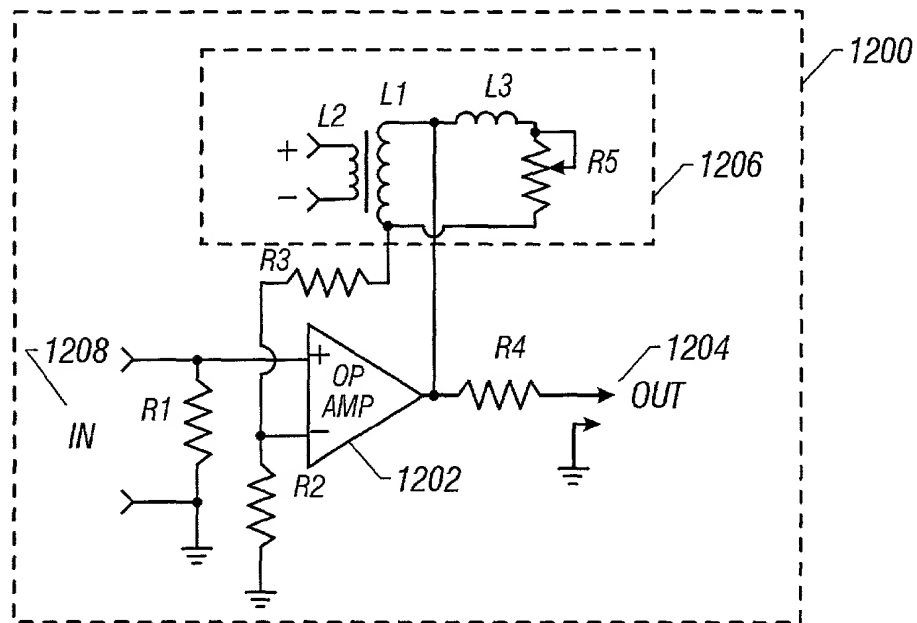 1200
L3
L1
L2
+
R5
−
1206
R3
1208
+
R4
1204
OP
AMP
OUT
R1
IN
−
R2
1202